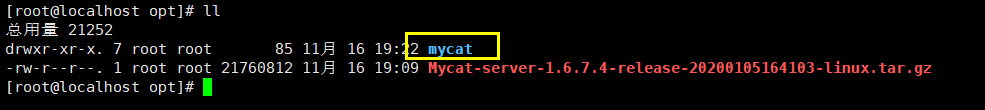 [root@localhost opt]# ll
总用量 21252
drwxr-xr-x. 7 root root       85 11月 16 19:22 mycat
-rw-r--r--. 1 root root 21760812 11月 16 19:09 Mycat-server-1.6.7.4-release-20200105164103-linux.tar.gz
[root@localhost opt]#